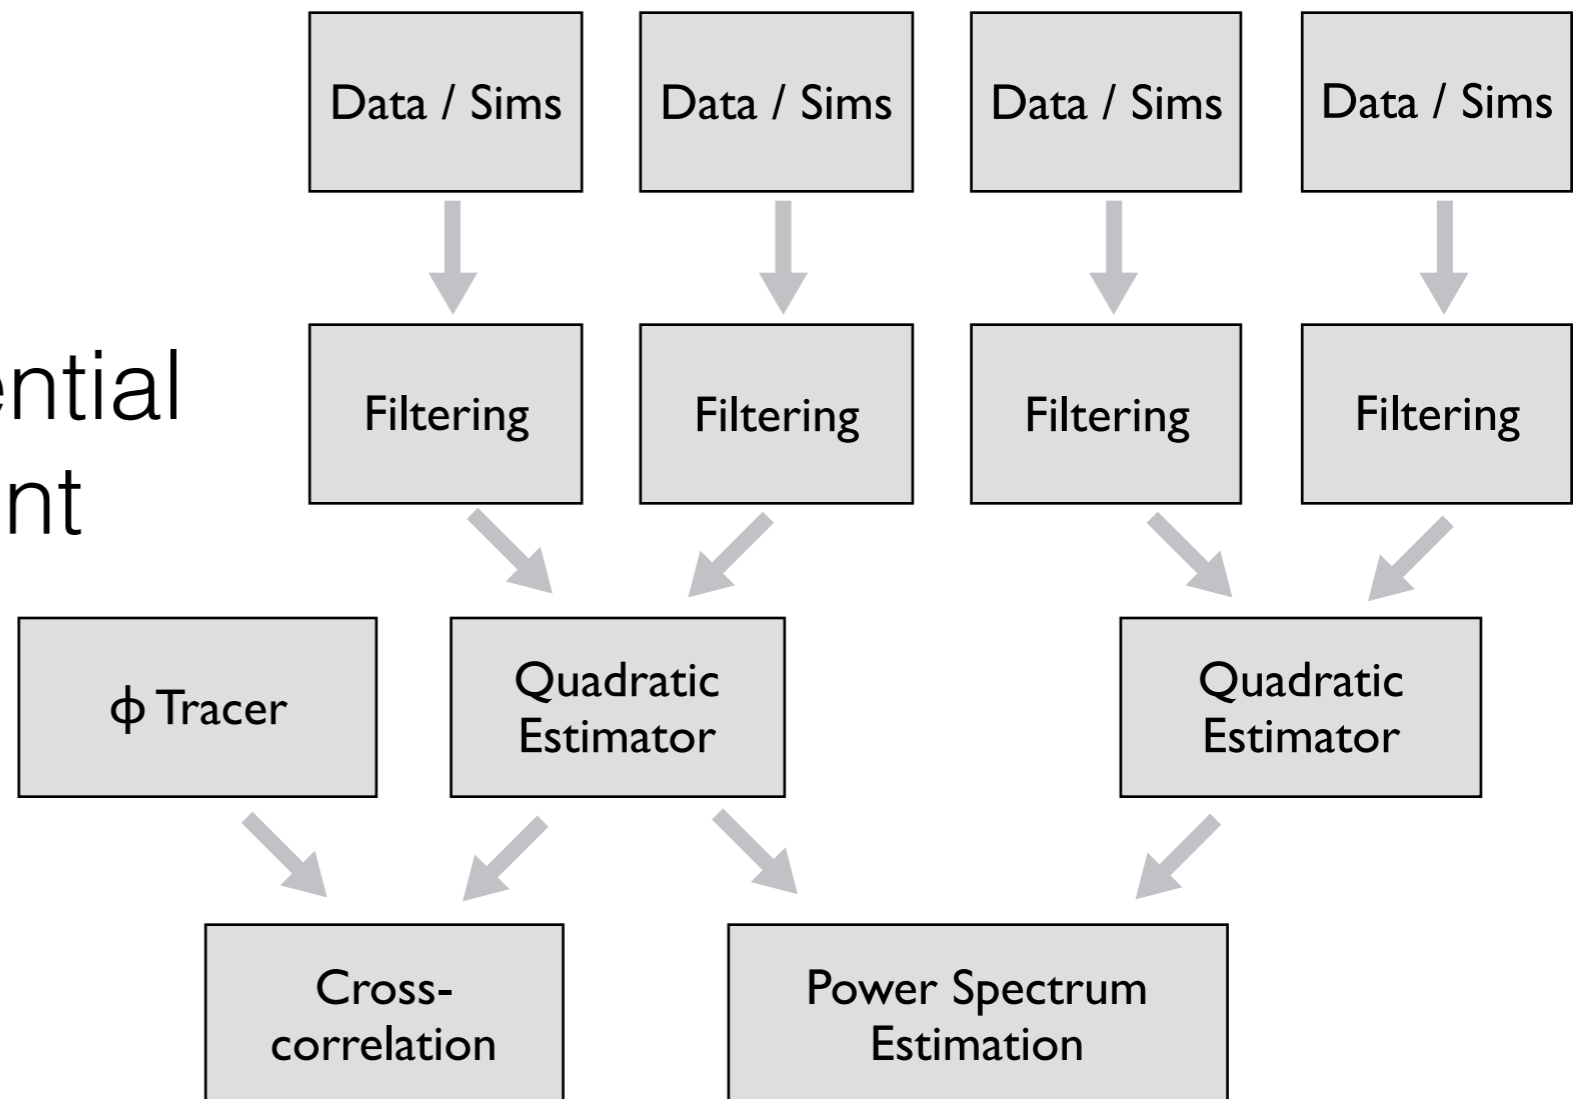 Data / Sims
Data / Sims
Data / Sims
Data / Sims
ential
nt
Filtering
Filtering
Filtering
Filtering
ϕ Tracer
Quadratic
Estimator
Quadratic
Estimator
Cross-
correlation
Power Spectrum
Estimation